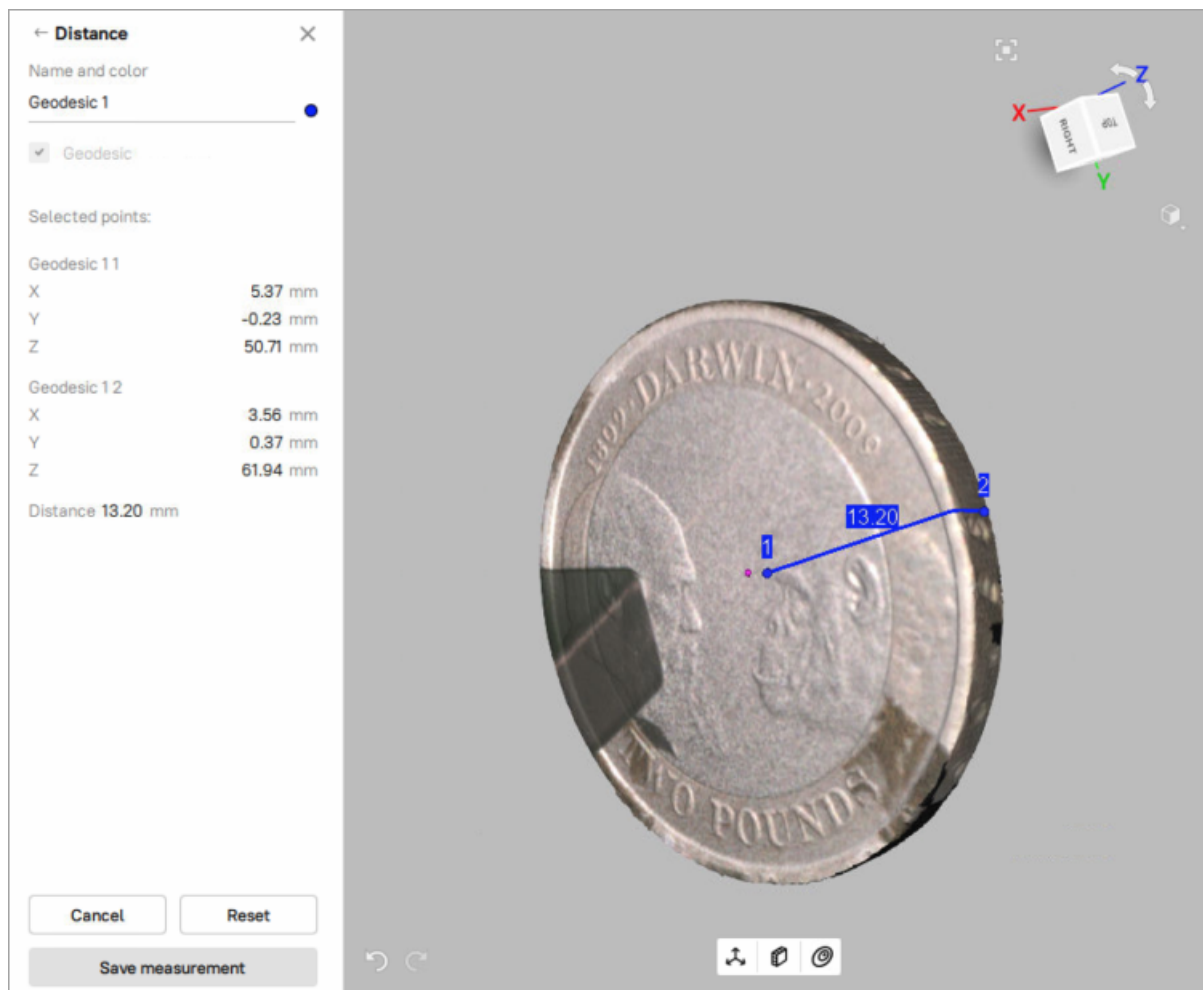 ← Distance
Name and color
Geodesic 1
Geodesic
Selected points:
Geodesic 1 1
X 5.37 mm
Y -0.23 mm
Z 50.71 mm
Geodesic 1 2
X 3.56 mm
Y 0.37 mm
Z 61.94 mm
Distance 13.20 mm
Cancel Reset
Save measurement
Z
X
RIGHT
TOP
Y
1809·DARWIN·2009
2
13.20
1
TWO POUNDS